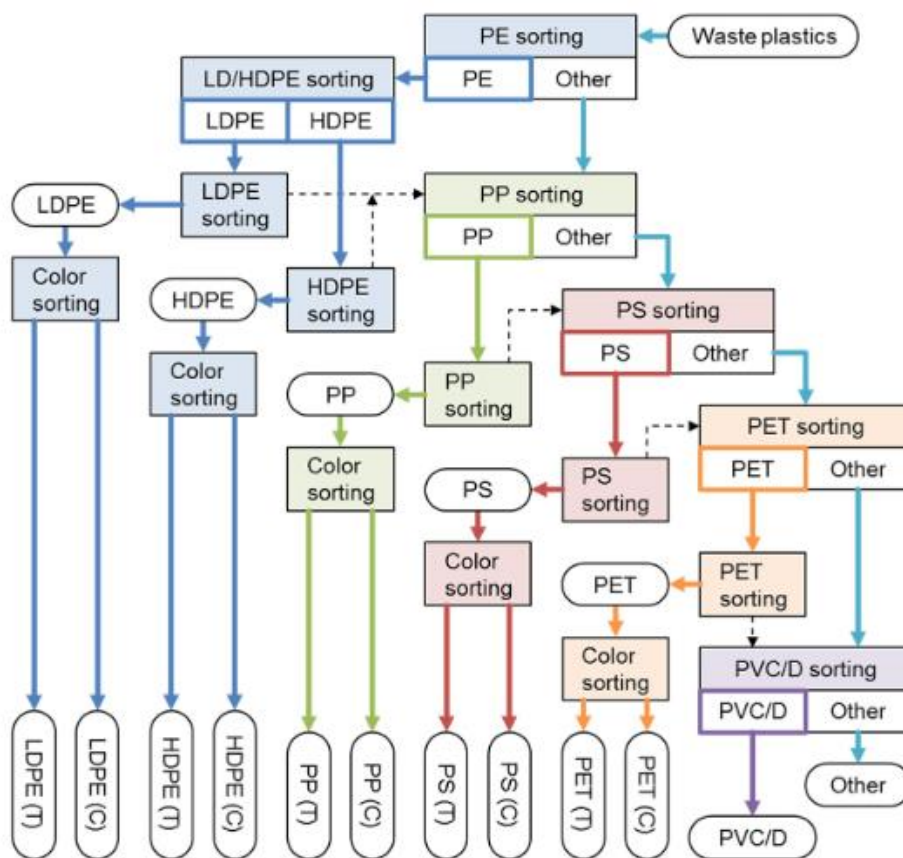 PE sorting
Waste plastics
LD/HDPE sorting
PE
Other
LDPE
HDPE
LDPE
sorting
PP sorting
LDPE
PP
Other
Color
sorting
HDPE
sorting
HDPE
PS sorting
PS
Other
Color
sorting
PP
sorting
PP
PET sorting
PET
Other
Color
sorting
PS
sorting
PS
Color
sorting
PET
sorting
PET
Color
sorting
PVC/D sorting
PVC/D
Other
LDPE (T)
LDPE (C)
HDPE (T)
HDPE (C)
PP (T)
PP (C)
PS (T)
PS (C)
PET (T)
PET (C)
Other
PVC/D